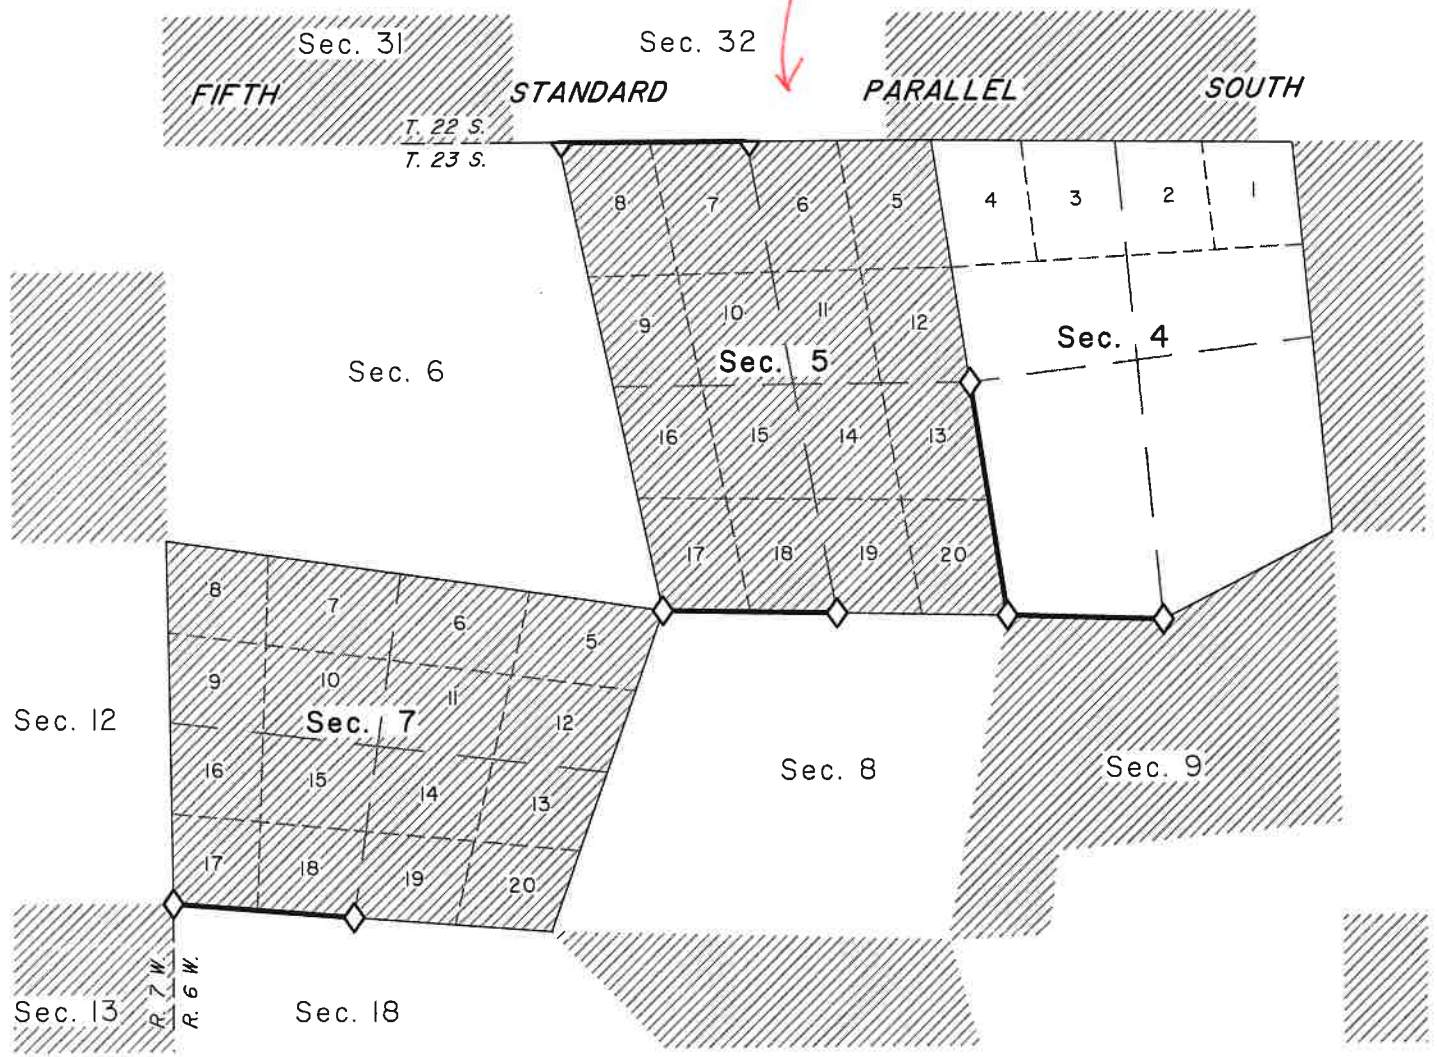 Sec. 31
Sec. 32
FIFTH STANDARD PARALLEL SOUTH
T. 22 S.
T. 23 S.
8 7 6 5 4 3 2 1
9 10 11 12
Sec. 6
Sec. 5
Sec. 4
16 15 14 13
17 18 19 20
8 7 6 5
9 10 11 12
Sec. 12
Sec. 7
Sec. 8
Sec. 9
16 15 14 13
17 18 19 20
R. 7 W.
R. 6 W.
Sec. 13
Sec. 18